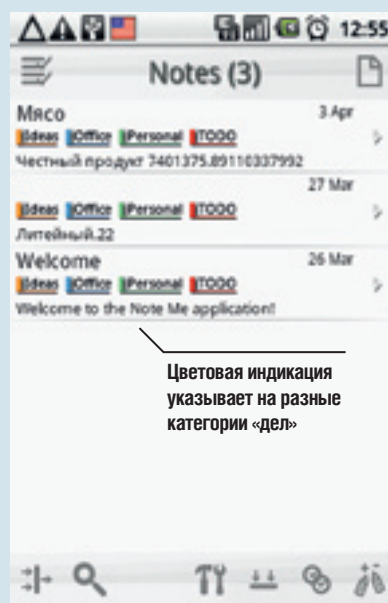 12:55
Notes (3)
Мясо 3 Apr
Ideas Office Personal TODO
Честный продукт 7401375.89110337992
27 Mar
Ideas Office Personal TODO
Литейный.22
Welcome 26 Mar
Ideas Office Personal TODO
Welcome to the Note Me application!
Цветовая индикация
указывает на разные
категории «дел»